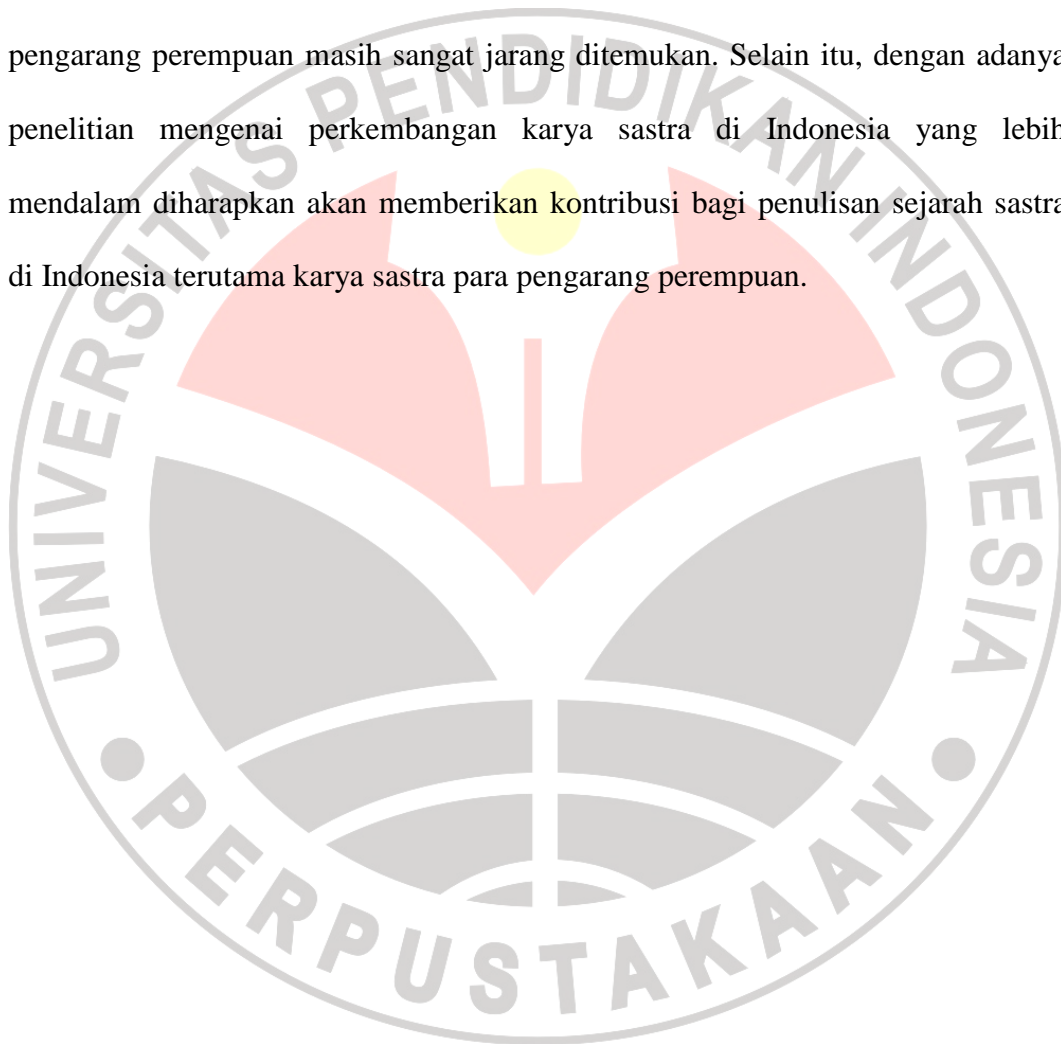 pengarang perempuan masih sangat jarang ditemukan. Selain itu, dengan adanya
penelitian mengenai perkembangan karya sastra di Indonesia yang lebih
mendalam diharapkan akan memberikan kontribusi bagi penulisan sejarah sastra
di Indonesia terutama karya sastra para pengarang perempuan.
UNIVERSITAS PENDIDIKAN INDONESIA
PERPUSTAKAAN